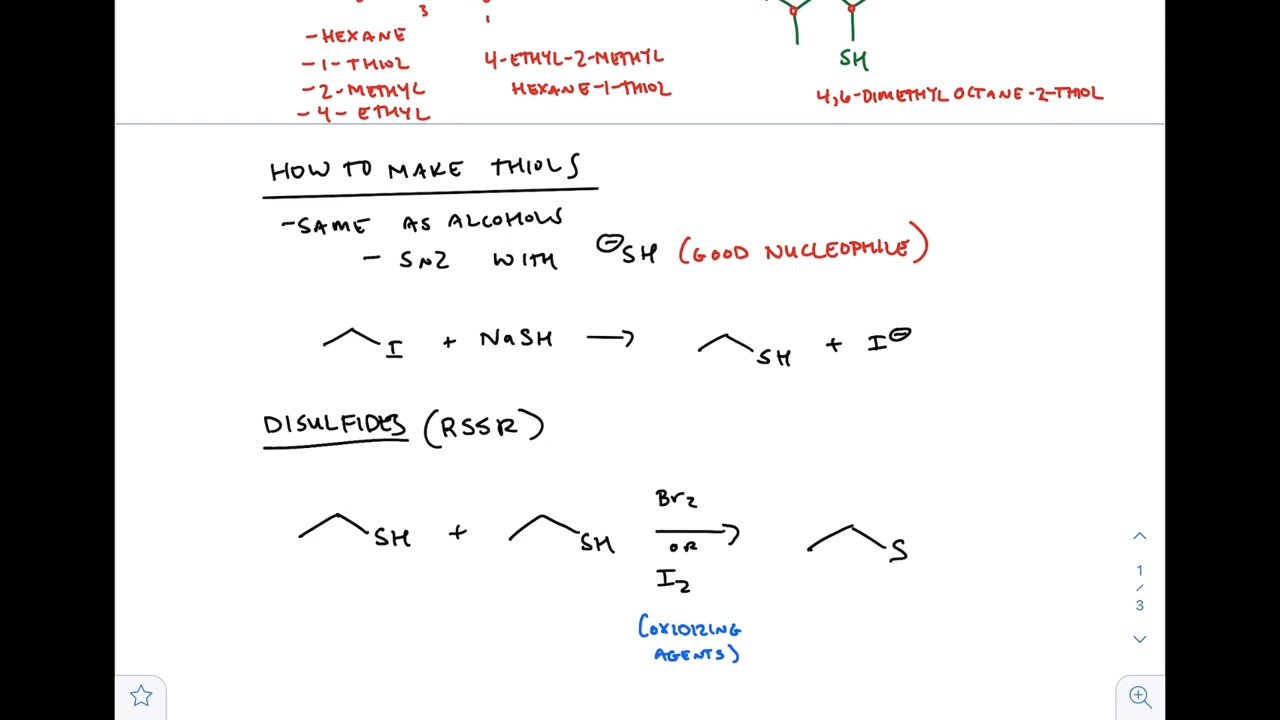 3
1
SH
-HEXANE
-1-THIOL
-2-METHYL
-4-ETHYL
4-ETHYL-2-METHYL
HEXANE-1-THIOL
4,6-DIMETHYL OCTANE-2-THIOL
HOW TO MAKE THIOLS
-SAME AS ALCOHOLS
- SN2 WITH ⊖SH (GOOD NUCLEOPHILE)
I + NaSH → SH + I⊖
DISULFIDES (RSSR)
Br2
SH + SH → S
OR
I2
(OXIDIZING
AGENTS)
1
/
3